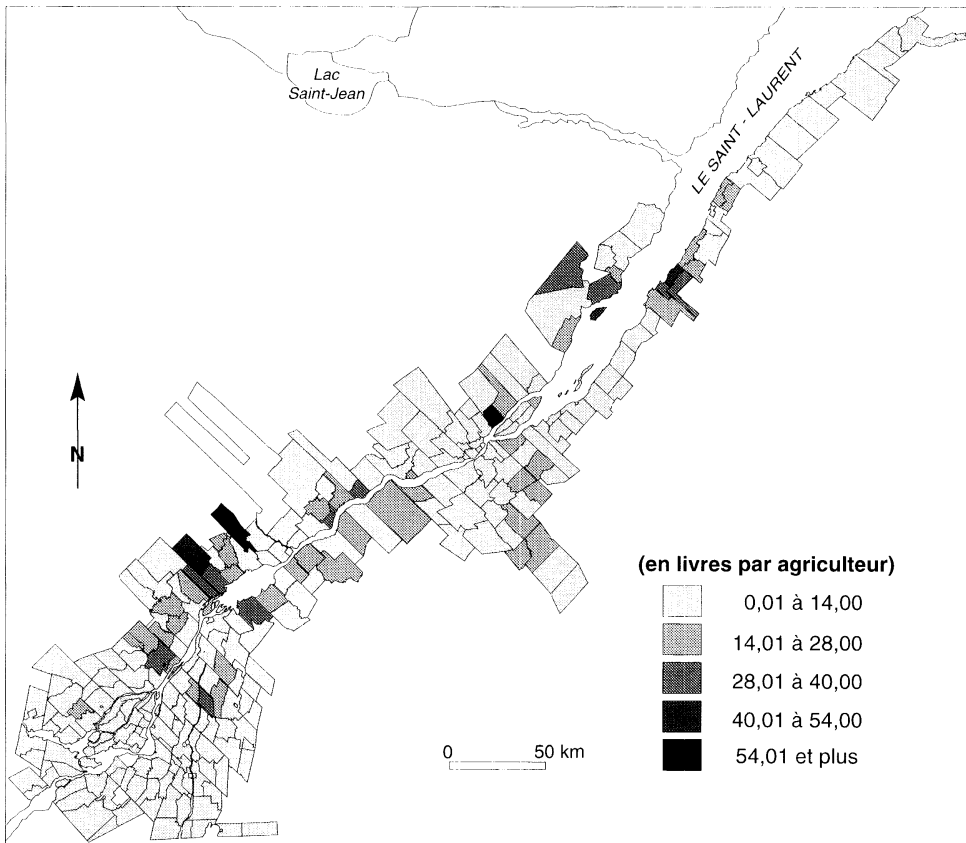 Lac
Saint-Jean
LE SAINT - LAURENT
N
(en livres par agriculteur)
0,01 à 14,00
14,01 à 28,00
28,01 à 40,00
40,01 à 54,00
54,01 et plus
0 50 km